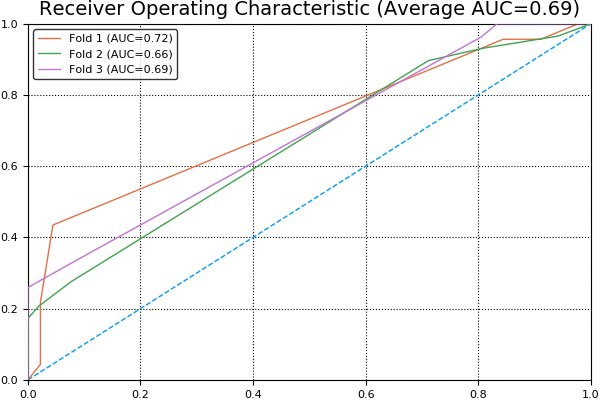 Receiver Operating Characteristic (Average AUC=0.69)
1.0
Fold 1 (AUC=0.72)
Fold 2 (AUC=0.66)
Fold 3 (AUC=0.69)
0.8
0.6
0.4
0.2
0.0
0.0 0.2 0.4 0.6 0.8 1.0